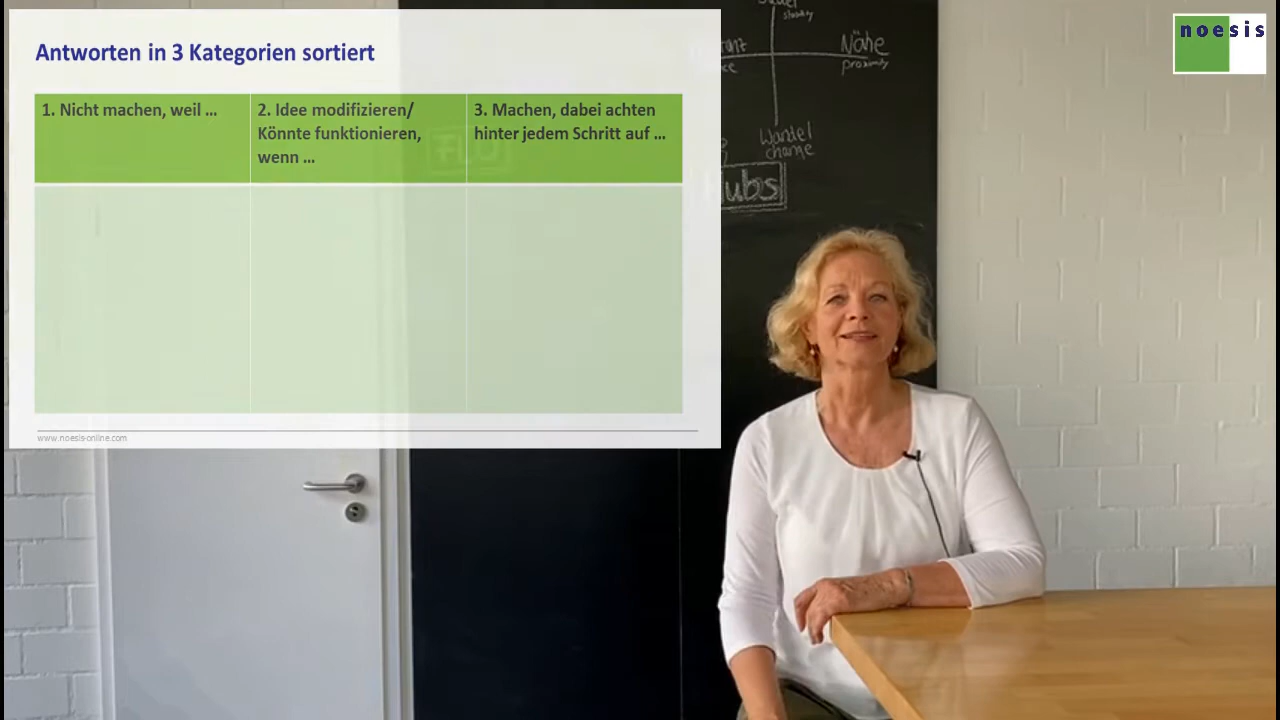 Antworten in 3 Kategorien sortiert
1. Nicht machen, weil ...
2. Idee modifizieren/
Könnte funktionieren,
wenn ...
3. Machen, dabei achten
hinter jedem Schritt auf ...
www.noesis-online.com
noesis
Nähe
proximity
Wandel
change